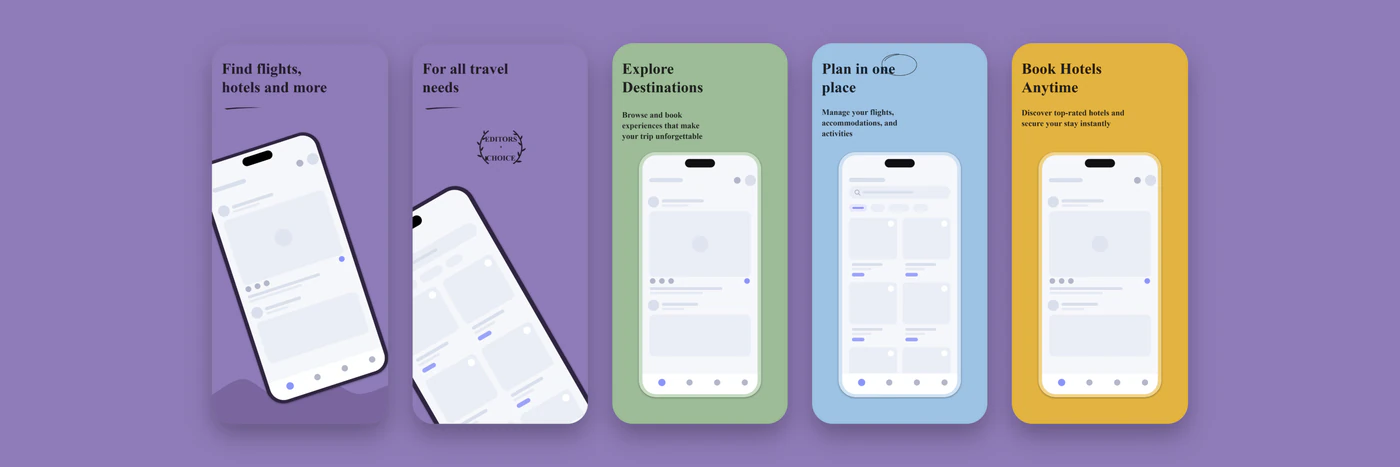 Find flights,
hotels and more
For all travel
needs
EDITORS
CHOICE
Explore
Destinations
Browse and book
experiences that make
your trip unforgettable
Plan in one
place
Manage your flights,
accommodations, and
activities
Book Hotels
Anytime
Discover top-rated hotels and
secure your stay instantly